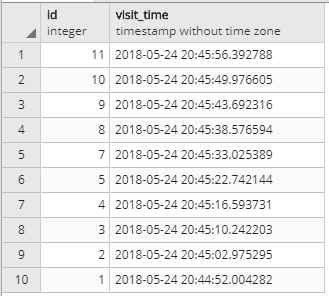 id visit_time
integer timestamp without time zone
1 11 2018-05-24 20:45:56.392788
2 10 2018-05-24 20:45:49.976605
3 9 2018-05-24 20:45:43.692316
4 8 2018-05-24 20:45:38.576594
5 7 2018-05-24 20:45:33.025389
6 5 2018-05-24 20:45:22.742144
7 4 2018-05-24 20:45:16.593731
8 3 2018-05-24 20:45:10.242203
9 2 2018-05-24 20:45:02.975295
10 1 2018-05-24 20:44:52.004282